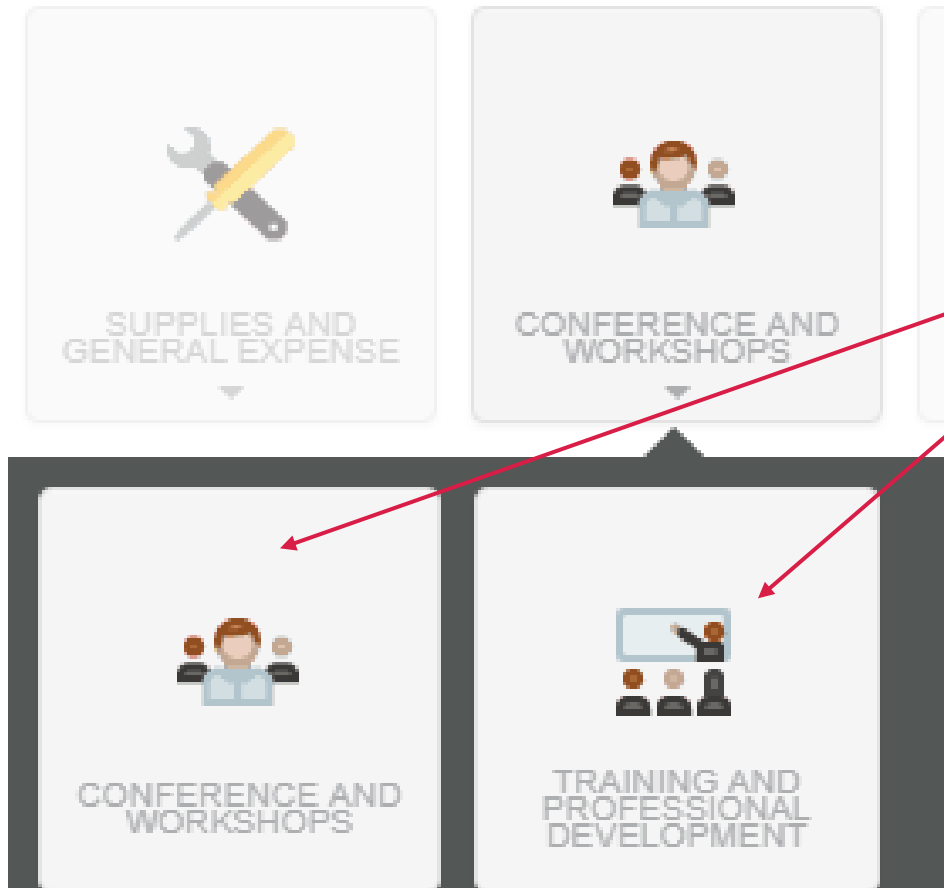 SUPPLIES AND
GENERAL EXPENSE
CONFERENCE AND
WORKSHOPS
CONFERENCE AND
WORKSHOPS
TRAINING AND
PROFESSIONAL
DEVELOPMENT